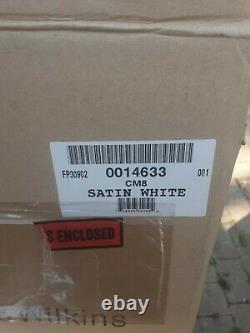 FP30902 0014633 001
CM8
SATIN WHITE
S ENCLOSED
Wilkins